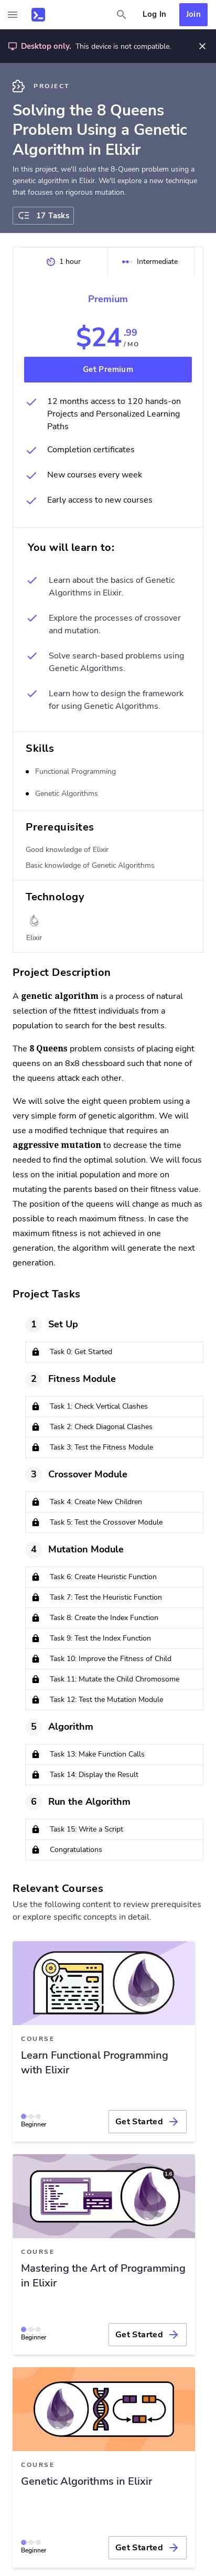 Log In
Join
Desktop only. This device is not compatible.
PROJECT
Solving the 8 Queens
Problem Using a Genetic
Algorithm in Elixir
In this project, we'll solve the 8-Queen problem using a
genetic algorithm in Elixir. We'll explore a new technique
that focuses on rigorous mutation.
17 Tasks
1 hour
Intermediate
Premium
$24.99
/MO
Get Premium
12 months access to 120 hands-on
Projects and Personalized Learning
Paths
Completion certificates
New courses every week
Early access to new courses
You will learn to:
Learn about the basics of Genetic
Algorithms in Elixir.
Explore the processes of crossover
and mutation.
Solve search-based problems using
Genetic Algorithms.
Learn how to design the framework
for using Genetic Algorithms.
Skills
Functional Programming
Genetic Algorithms
Prerequisites
Good knowledge of Elixir
Basic knowledge of Genetic Algorithms
Technology
Elixir
Project Description
A genetic algorithm is a process of natural
selection of the fittest individuals from a
population to search for the best results.
The 8 Queens problem consists of placing eight
queens on an 8x8 chessboard such that none of
the queens attack each other.
We will solve the eight queen problem using a
very simple form of genetic algorithm. We will
use a modified technique that requires an
aggressive mutation to decrease the time
needed to find the optimal solution. We will focus
less on the initial population and more on
mutating the parents based on their fitness value.
The position of the queens will change as much as
possible to reach maximum fitness. In case the
maximum fitness is not achieved in one
generation, the algorithm will generate the next
generation.
Project Tasks
1 Set Up
Task 0: Get Started
2 Fitness Module
Task 1: Check Vertical Clashes
Task 2: Check Diagonal Clashes
Task 3: Test the Fitness Module
3 Crossover Module
Task 4: Create New Children
Task 5: Test the Crossover Module
4 Mutation Module
Task 6: Create Heuristic Function
Task 7: Test the Heuristic Function
Task 8: Create the Index Function
Task 9: Test the Index Function
Task 10: Improve the Fitness of Child
Task 11: Mutate the Child Chromosome
Task 12: Test the Mutation Module
5 Algorithm
Task 13: Make Function Calls
Task 14: Display the Result
6 Run the Algorithm
Task 15: Write a Script
Congratulations
Relevant Courses
Use the following content to review prerequisites
or explore specific concepts in detail.
COURSE
Learn Functional Programming
with Elixir
Beginner
Get Started
COURSE
Mastering the Art of Programming
in Elixir
Beginner
Get Started
COURSE
Genetic Algorithms in Elixir
Beginner
Get Started